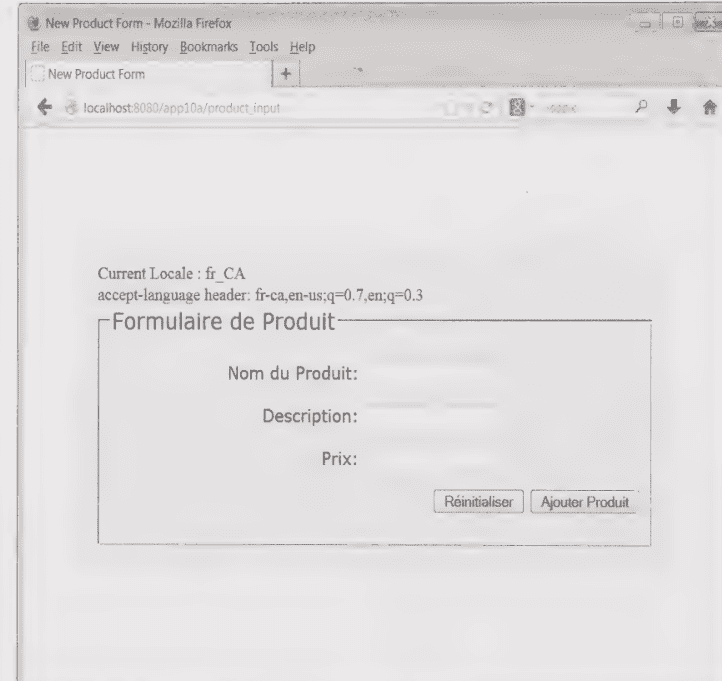 New Product Form - Mozilla Firefox
File Edit View History Bookmarks Tools Help
New Product Form +
localhost:8080/app10a/product_input
Current Locale : fr_CA
accept-language header: fr-ca,en-us;q=0.7,en;q=0.3
Formulaire de Produit
Nom du Produit:
Description:
Prix:
Réinitialiser Ajouter Produit